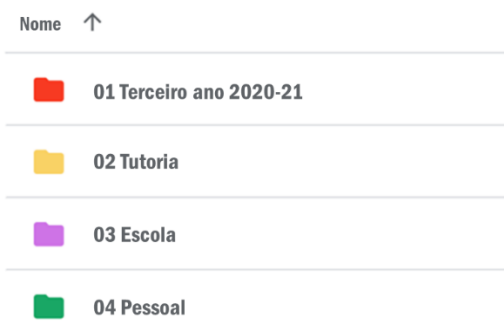 Nome
01 Terceiro ano 2020-21
02 Tutoria
03 Escola
04 Pessoal